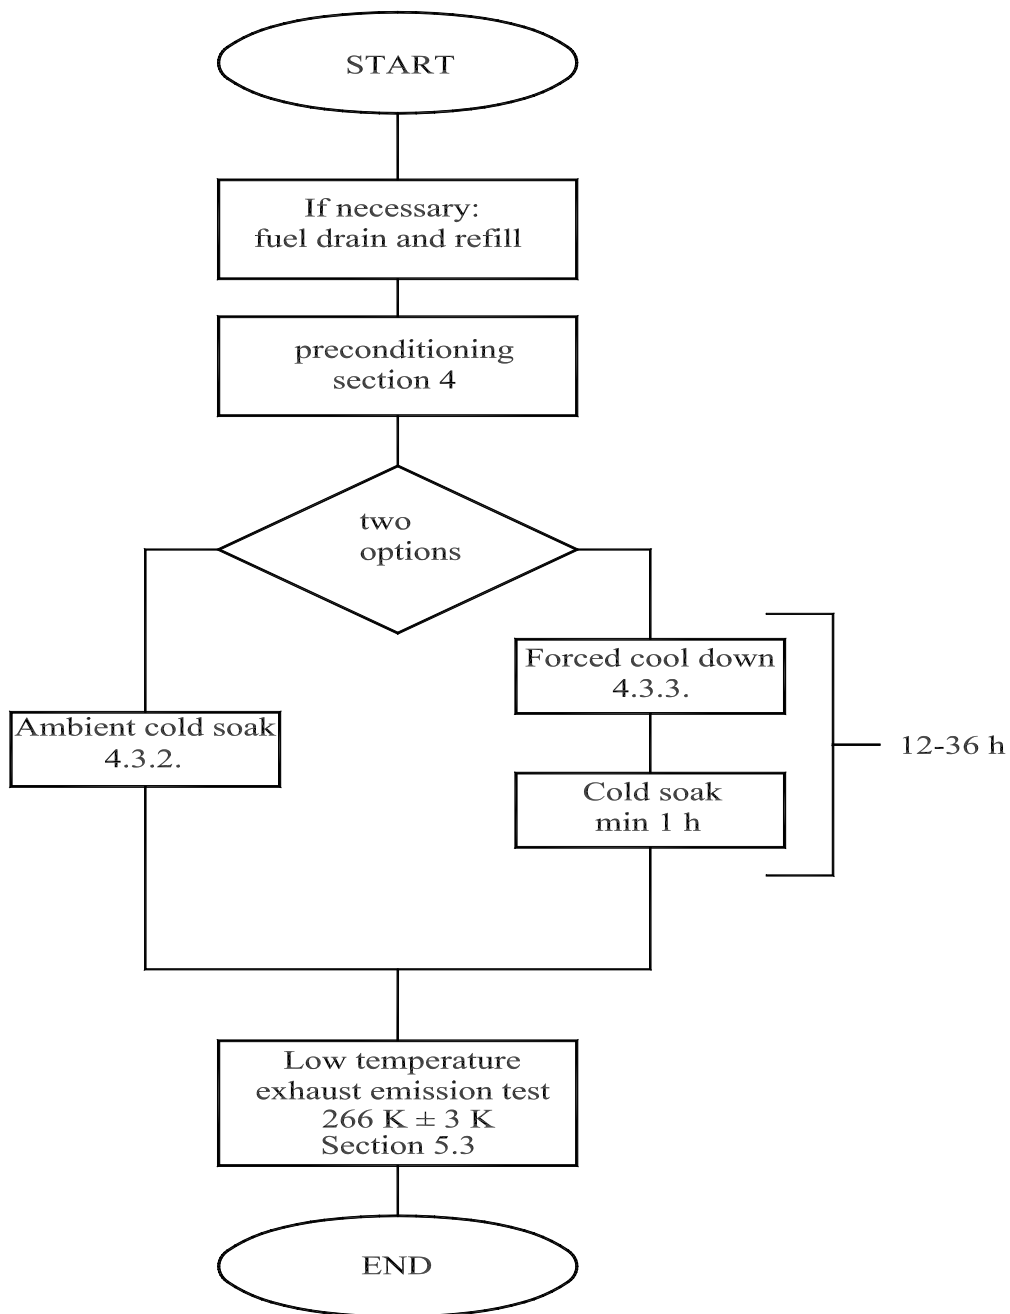 START
If necessary:
fuel drain and refill
preconditioning
section 4
two
options
Forced cool down
4.3.3.
Ambient cold soak
4.3.2.
12-36 h
Cold soak
min 1 h
Low temperature
exhaust emission test
266 K ± 3 K
Section 5.3
END